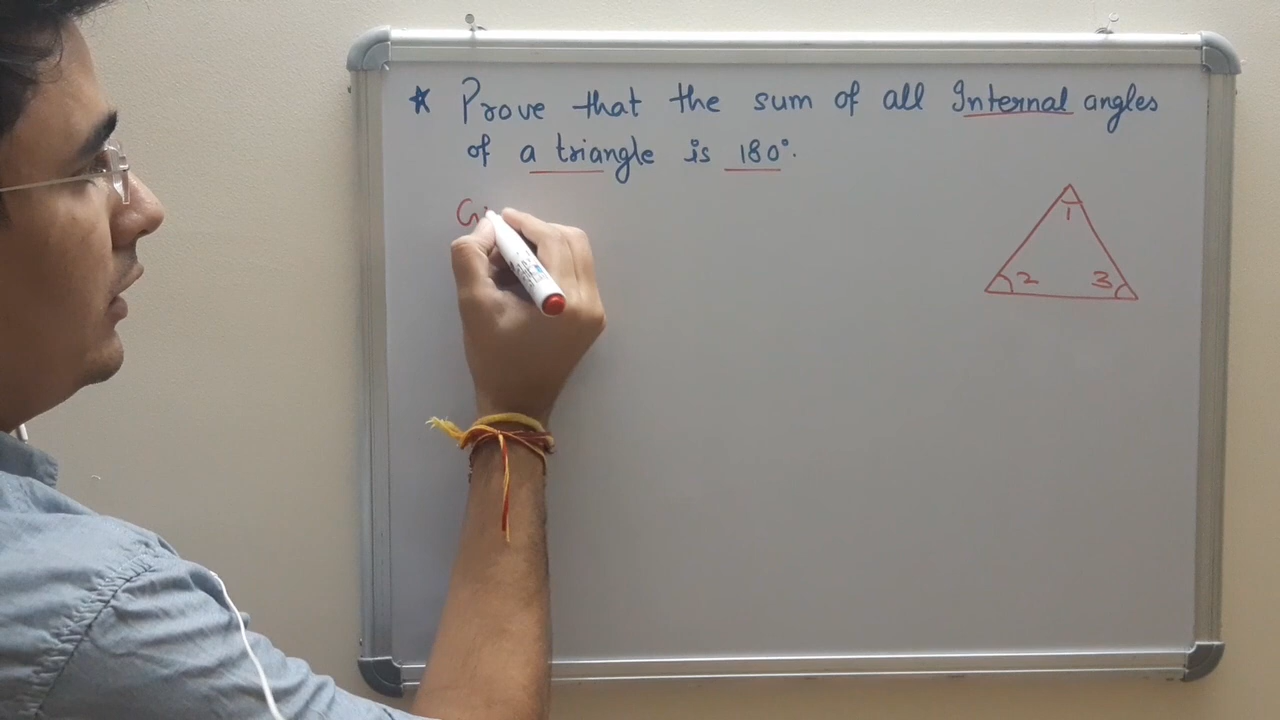 * Prove that the sum of all Internal angles
of a triangle is 180°.
1
2 3